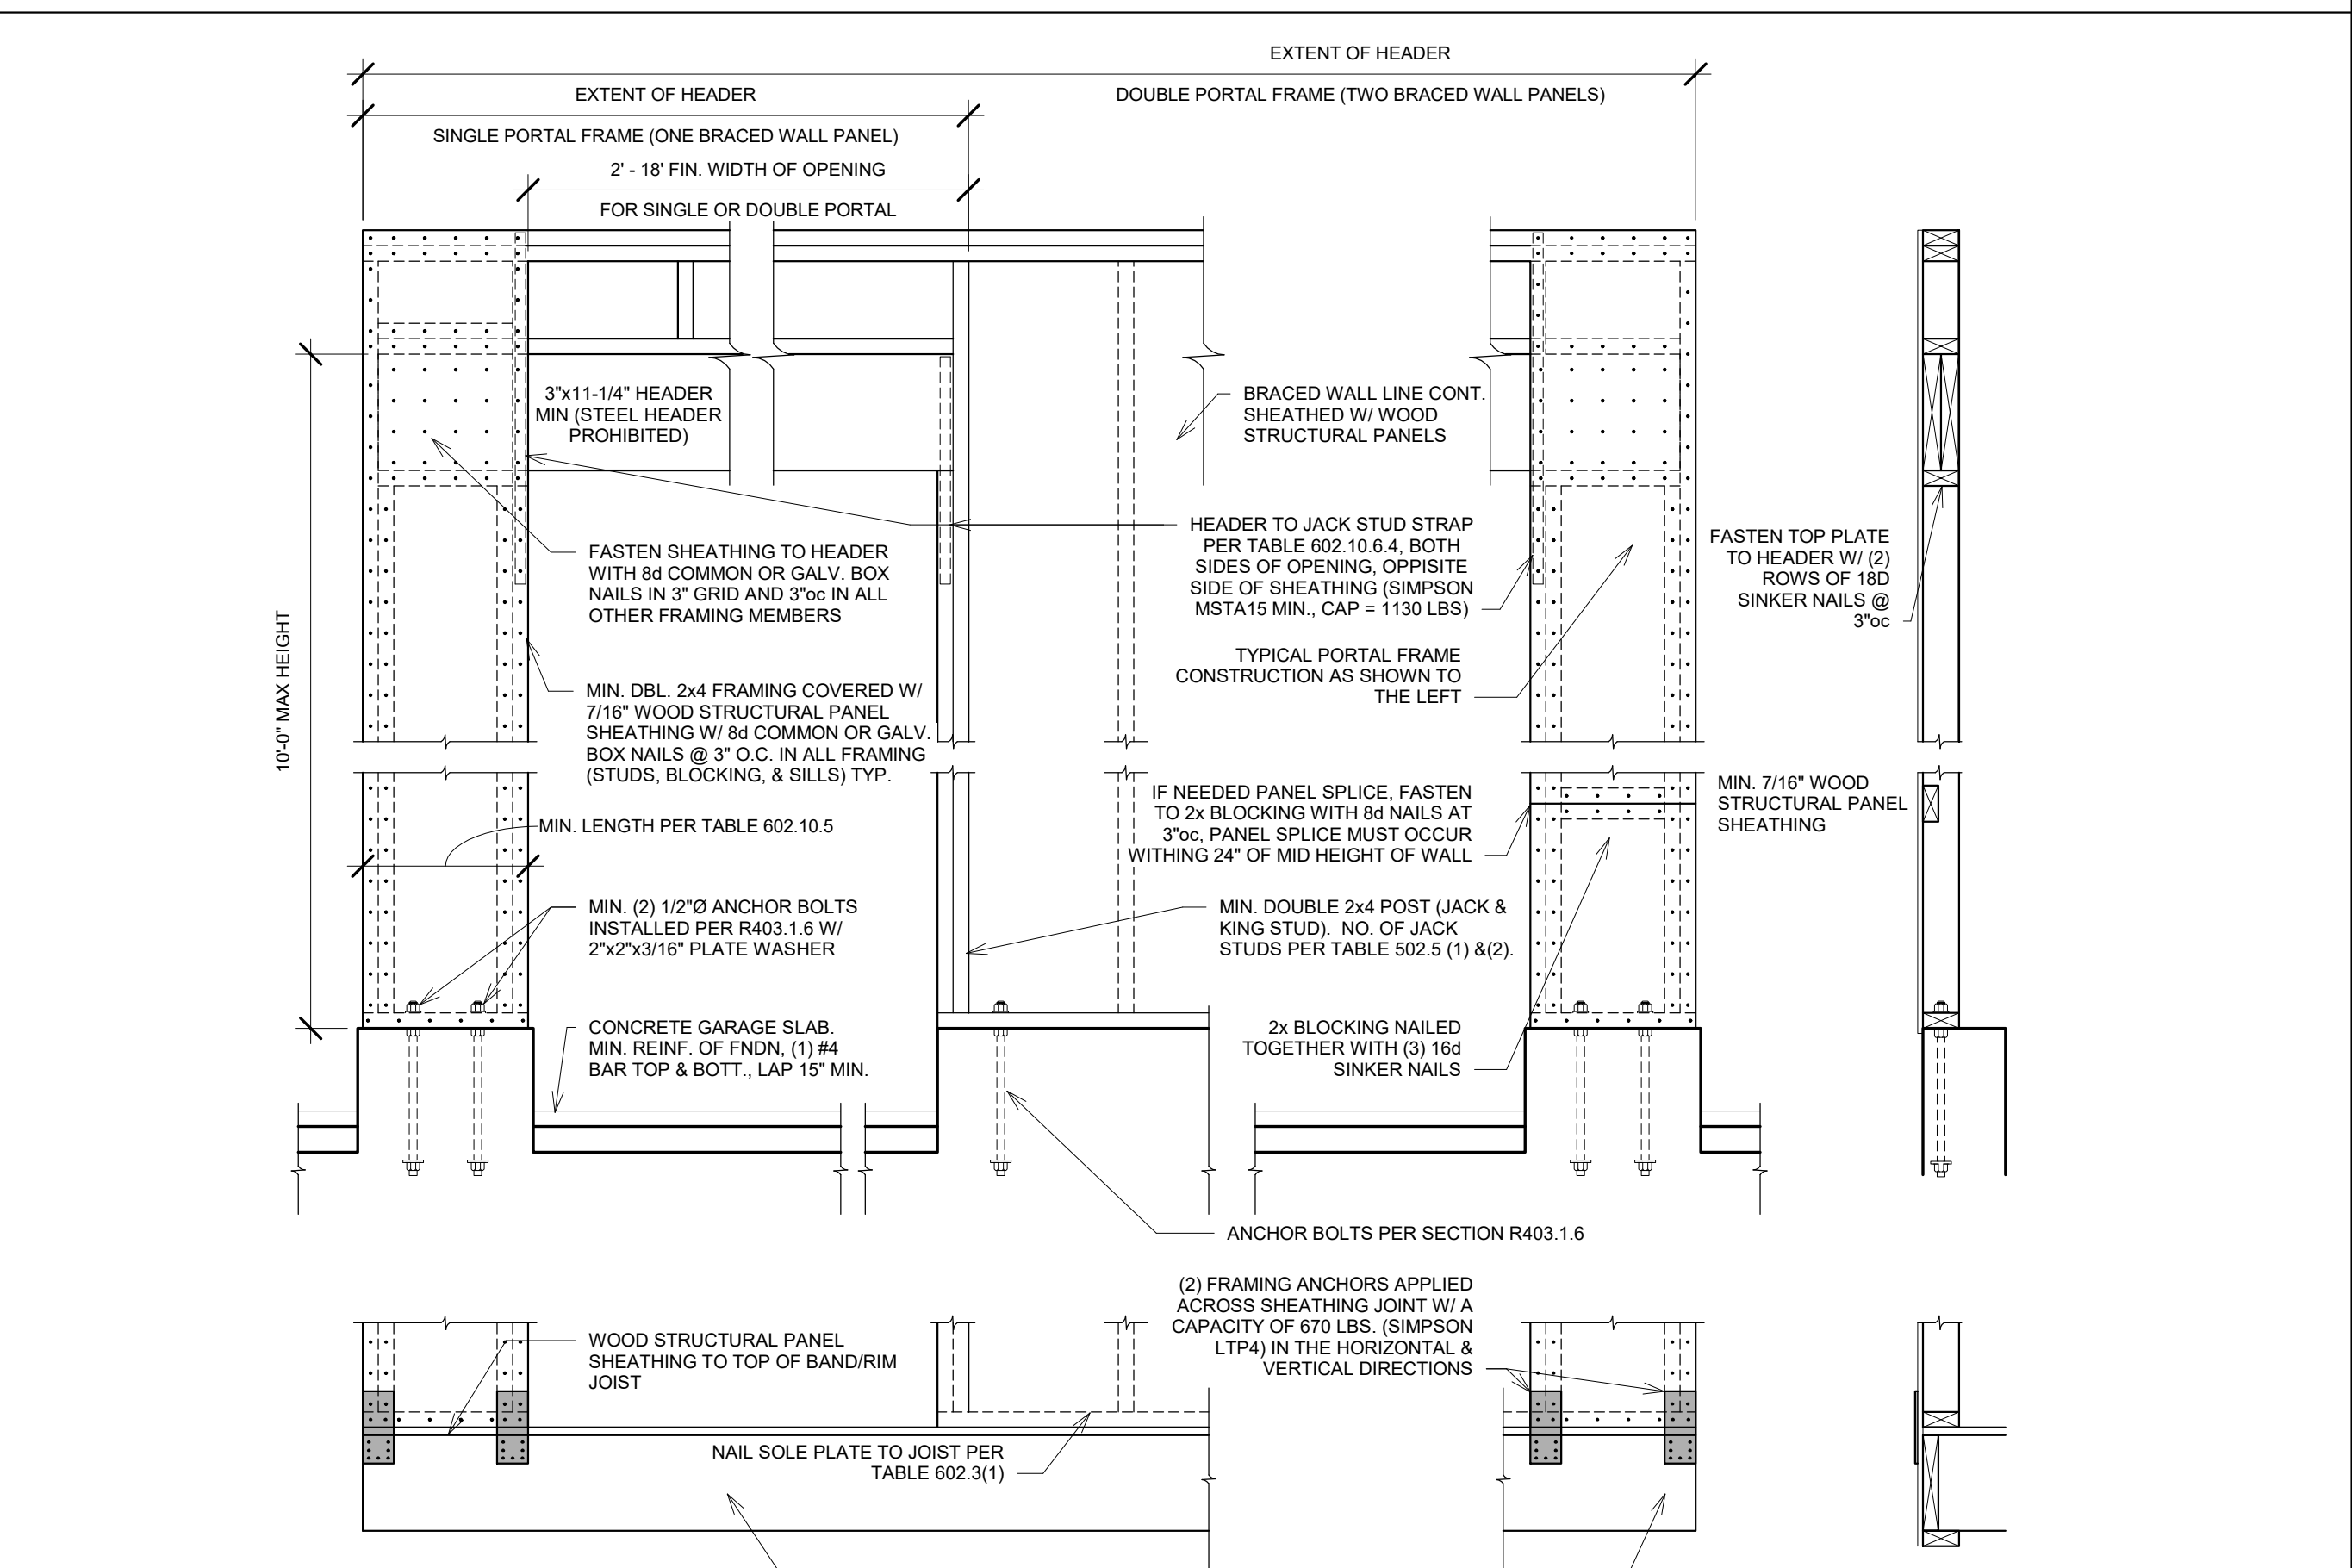 EXTENT OF HEADER
DOUBLE PORTAL FRAME (TWO BRACED WALL PANELS)
EXTENT OF HEADER
SINGLE PORTAL FRAME (ONE BRACED WALL PANEL)
2' - 18' FIN. WIDTH OF OPENING
FOR SINGLE OR DOUBLE PORTAL
3"x11-1/4" HEADER
MIN (STEEL HEADER
PROHIBITED)
BRACED WALL LINE CONT.
SHEATHED W/ WOOD
STRUCTURAL PANELS
FASTEN SHEATHING TO HEADER
WITH 8d COMMON OR GALV. BOX
NAILS IN 3" GRID AND 3"oc IN ALL
OTHER FRAMING MEMBERS
HEADER TO JACK STUD STRAP
PER TABLE 602.10.6.4, BOTH
SIDES OF OPENING, OPPISITE
SIDE OF SHEATHING (SIMPSON
MSTA15 MIN., CAP = 1130 LBS)
FASTEN TOP PLATE
TO HEADER W/ (2)
ROWS OF 18D
SINKER NAILS @
3"oc
10'-0" MAX HEIGHT
MIN. DBL. 2x4 FRAMING COVERED W/
7/16" WOOD STRUCTURAL PANEL
SHEATHING W/ 8d COMMON OR GALV.
BOX NAILS @ 3" O.C. IN ALL FRAMING
(STUDS, BLOCKING, & SILLS) TYP.
TYPICAL PORTAL FRAME
CONSTRUCTION AS SHOWN TO
THE LEFT
MIN. LENGTH PER TABLE 602.10.5
IF NEEDED PANEL SPLICE, FASTEN
TO 2x BLOCKING WITH 8d NAILS AT
3"oc, PANEL SPLICE MUST OCCUR
WITHING 24" OF MID HEIGHT OF WALL
MIN. 7/16" WOOD
STRUCTURAL PANEL
SHEATHING
MIN. (2) 1/2"Ø ANCHOR BOLTS
INSTALLED PER R403.1.6 W/
2"x2"x3/16" PLATE WASHER
MIN. DOUBLE 2x4 POST (JACK &
KING STUD).  NO. OF JACK
STUDS PER TABLE 502.5 (1) &(2).
CONCRETE GARAGE SLAB.
MIN. REINF. OF FNDN, (1) #4
BAR TOP & BOTT., LAP 15" MIN.
2x BLOCKING NAILED
TOGETHER WITH (3) 16d
SINKER NAILS
ANCHOR BOLTS PER SECTION R403.1.6
WOOD STRUCTURAL PANEL
SHEATHING TO TOP OF BAND/RIM
JOIST
(2) FRAMING ANCHORS APPLIED
ACROSS SHEATHING JOINT W/ A
CAPACITY OF 670 LBS. (SIMPSON
LTP4) IN THE HORIZONTAL &
VERTICAL DIRECTIONS
NAIL SOLE PLATE TO JOIST PER
TABLE 602.3(1)